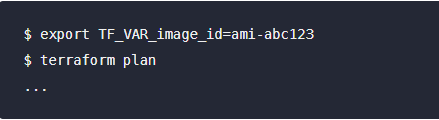 $ export TF_VAR_image_id=ami-abc123
$ terraform plan
...